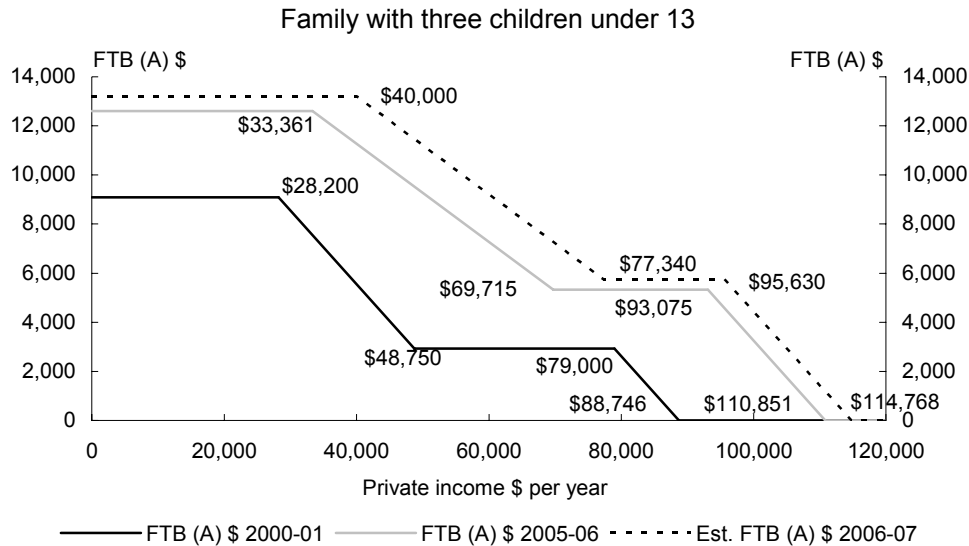 Family with three children under 13
FTB (A) $ FTB (A) $
14,000 14,000
$40,000
12,000 $33,361 12,000
10,000 10,000
$28,200
8,000 8,000
6,000 $69,715 $77,340 $93,075 $95,630 6,000
4,000 4,000
$48,750 $79,000
2,000 2,000
$88,746 $110,851 $114,768
0 0
0 20,000 40,000 60,000 80,000 100,000 120,000
Private income $ per year
FTB (A) $ 2000-01 FTB (A) $ 2005-06 Est. FTB (A) $ 2006-07